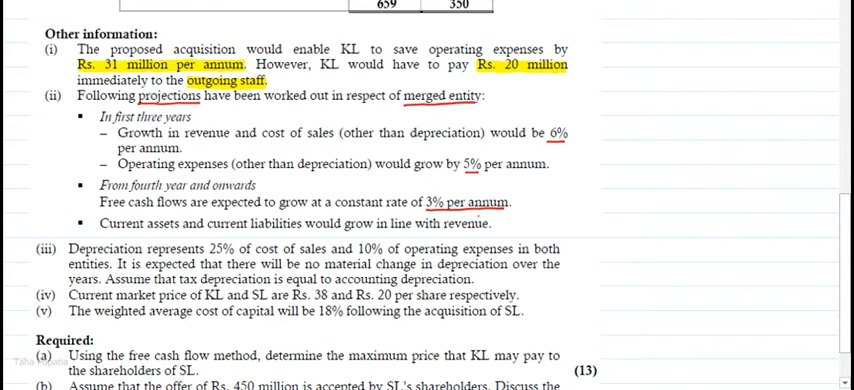 659 350
Other information:
(i) The proposed acquisition would enable KL to save operating expenses by
Rs. 31 million per annum. However, KL would have to pay Rs. 20 million
immediately to the outgoing staff.
(ii) Following projections have been worked out in respect of merged entity:
▪ In first three years
– Growth in revenue and cost of sales (other than depreciation) would be 6%
per annum.
– Operating expenses (other than depreciation) would grow by 5% per annum.
▪ From fourth year and onwards
Free cash flows are expected to grow at a constant rate of 3% per annum.
▪ Current assets and current liabilities would grow in line with revenue.
(iii) Depreciation represents 25% of cost of sales and 10% of operating expenses in both
entities. It is expected that there will be no material change in depreciation over the
years. Assume that tax depreciation is equal to accounting depreciation.
(iv) Current market price of KL and SL are Rs. 38 and Rs. 20 per share respectively.
(v) The weighted average cost of capital will be 18% following the acquisition of SL.
Required:
(a) Using the free cash flow method, determine the maximum price that KL may pay to
Taha Popatia
the shareholders of SL. (13)
(b) Assume that the offer of Rs. 450 million is accepted by SL's shareholders. Discuss the